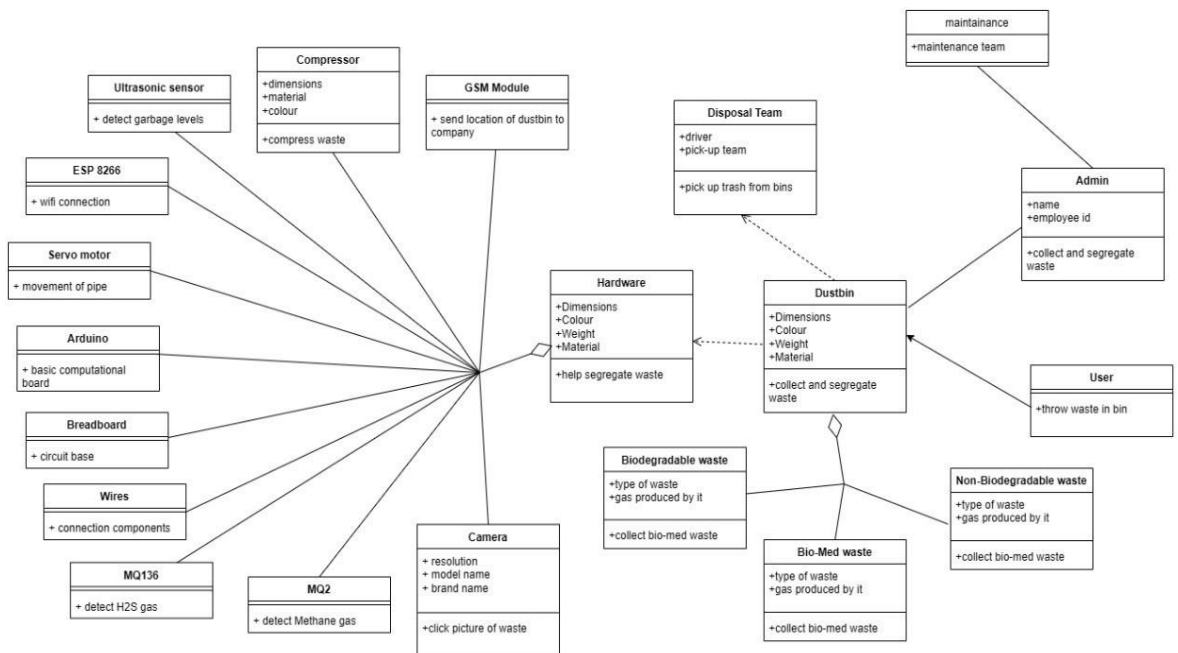 maintainance
+maintenance team
Compressor
+dimensions
+material
+colour
+compress waste
Ultrasonic sensor
+ detect garbage levels
GSM Module
+ send location of dustbin to
company
Disposal Team
+driver
+pick-up team
+pick up trash from bins
ESP 8266
+ wifi connection
Admin
+name
+employee id
+collect and segregate
waste
Servo motor
+ movement of pipe
Hardware
+Dimensions
+Colour
+Weight
+Material
+help segregate waste
Dustbin
+Dimensions
+Colour
+Weight
+Material
+collect and segregate
waste
Arduino
+ basic computational
board
User
+throw waste in bin
Breadboard
+ circuit base
Biodegradable waste
+type of waste
+gas produced by it
+collect bio-med waste
Non-Biodegradable waste
+type of waste
+gas produced by it
+collect bio-med waste
Wires
+ connection components
Camera
+ resolution
+ model name
+ brand name
+click picture of waste
Bio-Med waste
+type of waste
+gas produced by it
+collect bio-med waste
MQ136
+ detect H2S gas
MQ2
+ detect Methane gas